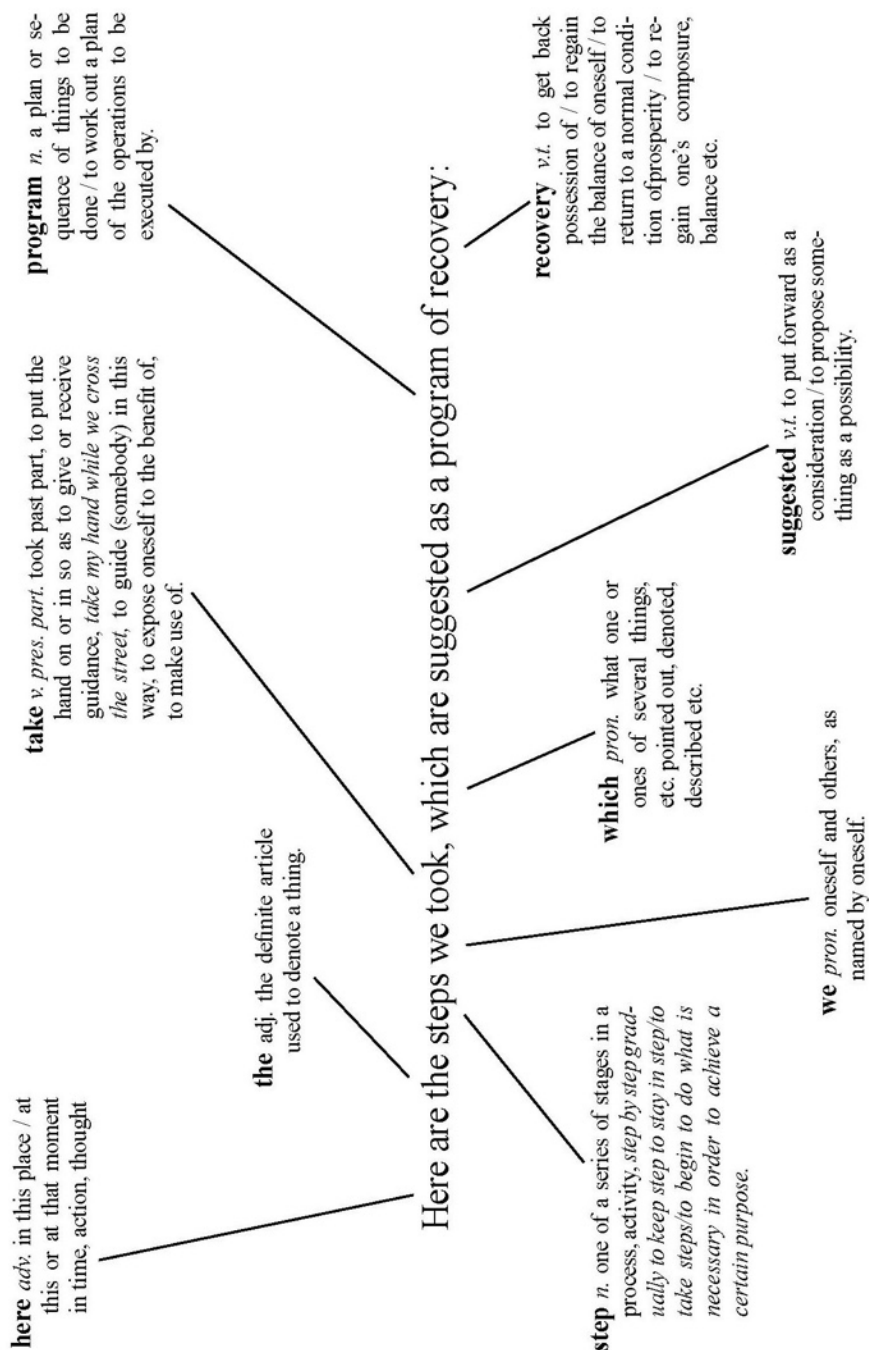 here adv. in this place / at
this or at that moment
in time, action, thought
the adj. the definite article
used to denote a thing.
take v. pres. part. took past part, to put the
hand on or in so as to give or receive
guidance, take my hand while we cross
the street, to guide (somebody) in this
way, to expose oneself to the benefit of,
to make use of.
program n. a plan or se-
quence of things to be
done / to work out a plan
of the operations to be
executed by.
Here are the steps we took, which are suggested as a program of recovery:
step n. one of a series of stages in a
process, activity, step by step grad-
ually to keep step to stay in step/to
take steps/to begin to do what is
necessary in order to achieve a
certain purpose.
we pron. oneself and others, as
named by oneself.
which pron. what one or
ones of several things,
etc. pointed out, denoted,
described etc.
suggested v.t. to put forward as a
consideration / to propose some-
thing as a possibility.
recovery v.t. to get back
possession of / to regain
the balance of oneself / to
return to a normal condi-
tion ofprosperity / to re-
gain one's composure,
balance etc.